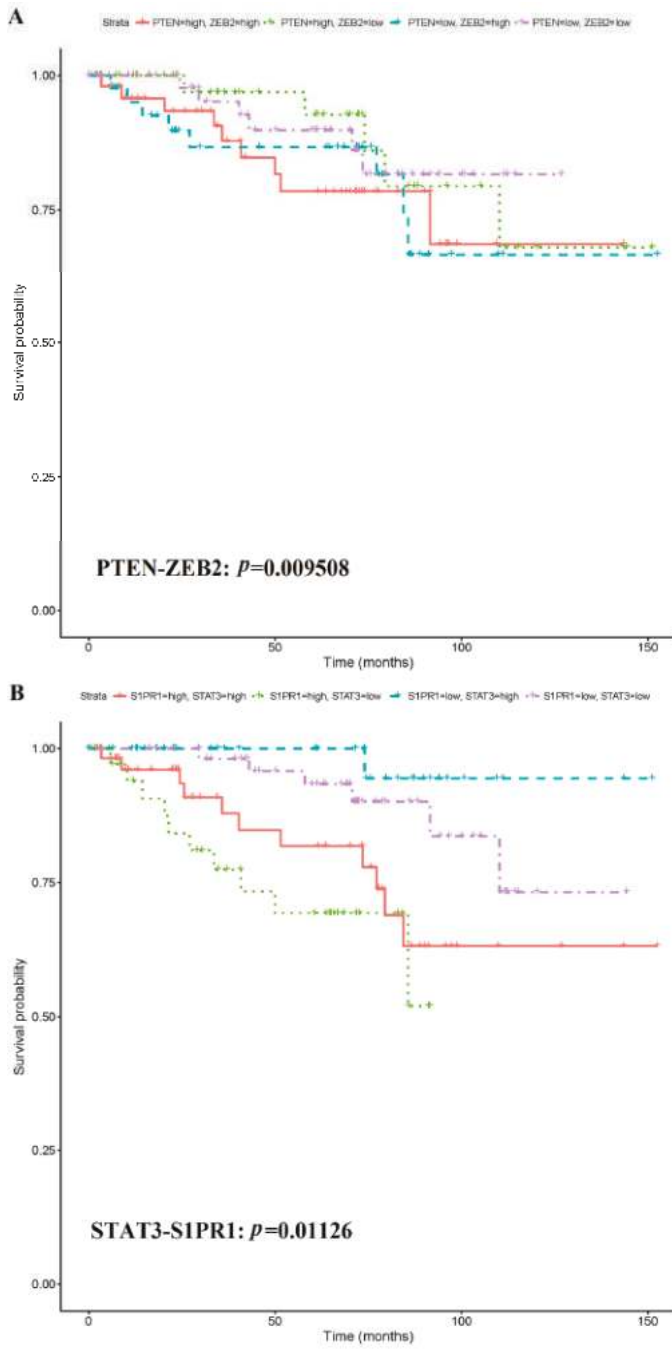 A
Strata PTEN=high, ZEB2=high PTEN=high, ZEB2=low PTEN=low, ZEB2=high PTEN=low, ZEB2=low
1.00
0.75
0.50
0.25
0.00
Survival probability
PTEN-ZEB2: p=0.009508
0 50 100 150
Time (months)
B
Strata S1PR1=high, STAT3=high S1PR1=high, STAT3=low S1PR1=low, STAT3=high S1PR1=low, STAT3=low
1.00
0.75
0.50
0.25
0.00
Survival probability
STAT3-S1PR1: p=0.01126
0 50 100 150
Time (months)